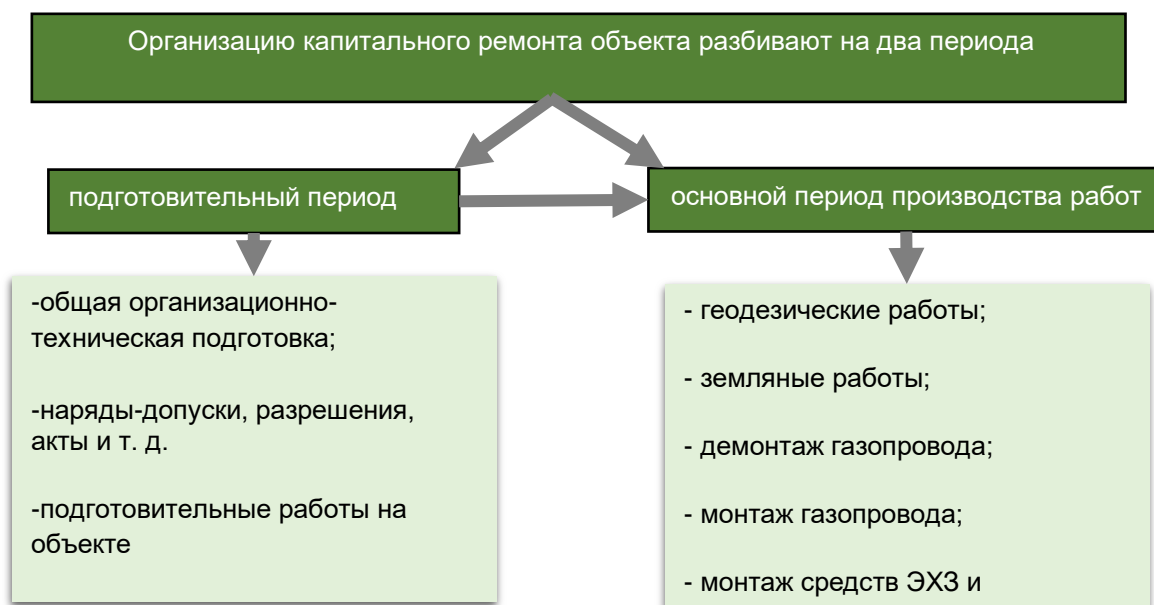 Организацию капитального ремонта объекта разбивают на два периода
подготовительный период
основной период производства работ
-общая организационно-
техническая подготовка;
-наряды-допуски, разрешения,
акты и т. д.
-подготовительные работы на
объекте
- геодезические работы;
- земляные работы;
- демонтаж газопровода;
- монтаж газопровода;
- монтаж средств ЭХЗ и